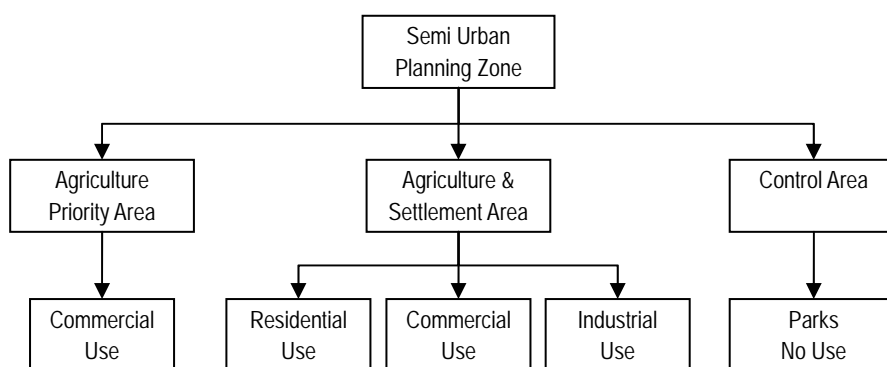 Semi Urban
Planning Zone
Agriculture
Priority Area
Agriculture &
Settlement Area
Control Area
Commercial
Use
Residential
Use
Commercial
Use
Industrial
Use
Parks
No Use